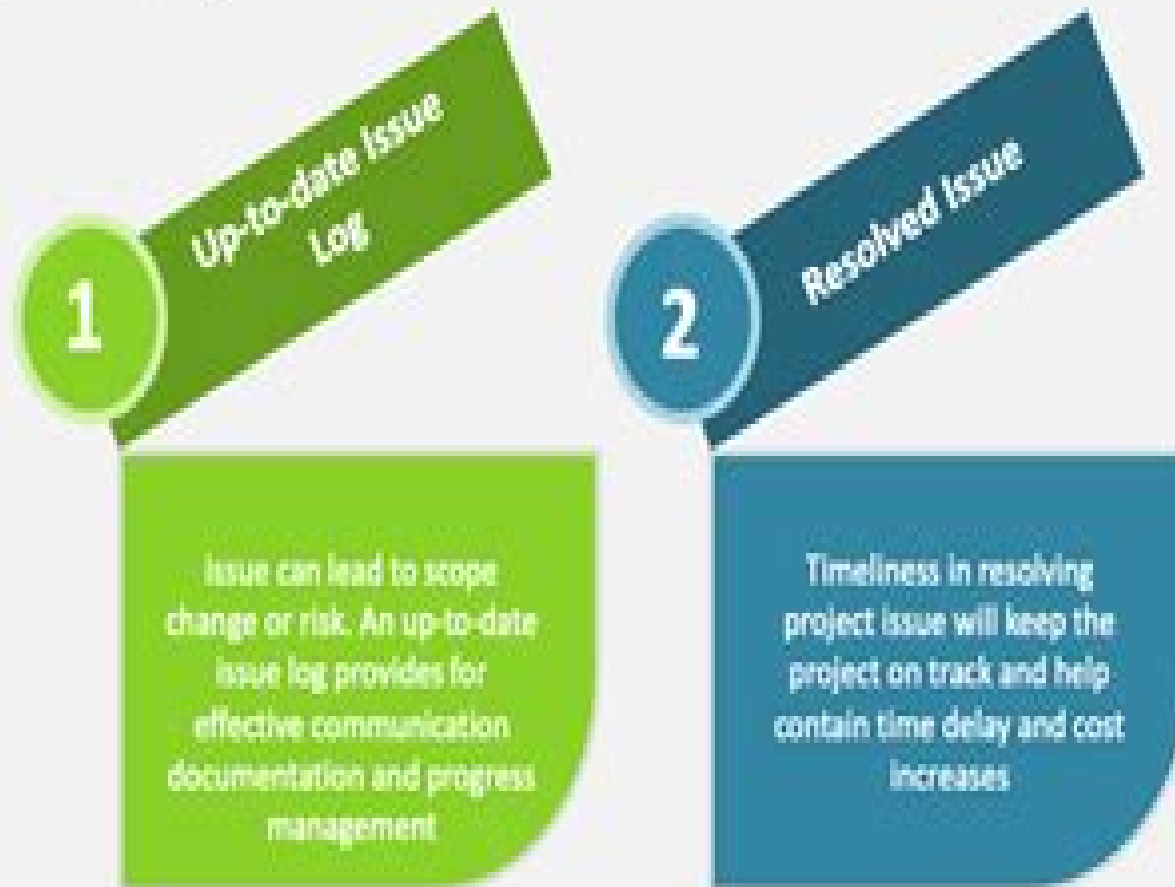 1
Up-to-date Issue
Log
Issue can lead to scope
change or risk. An up-to-date
issue log provides for
effective communication
documentation and progress
management
2
Resolved Issue
Timeliness in resolving
project issue will keep the
project on track and help
contain time delay and cost
increases